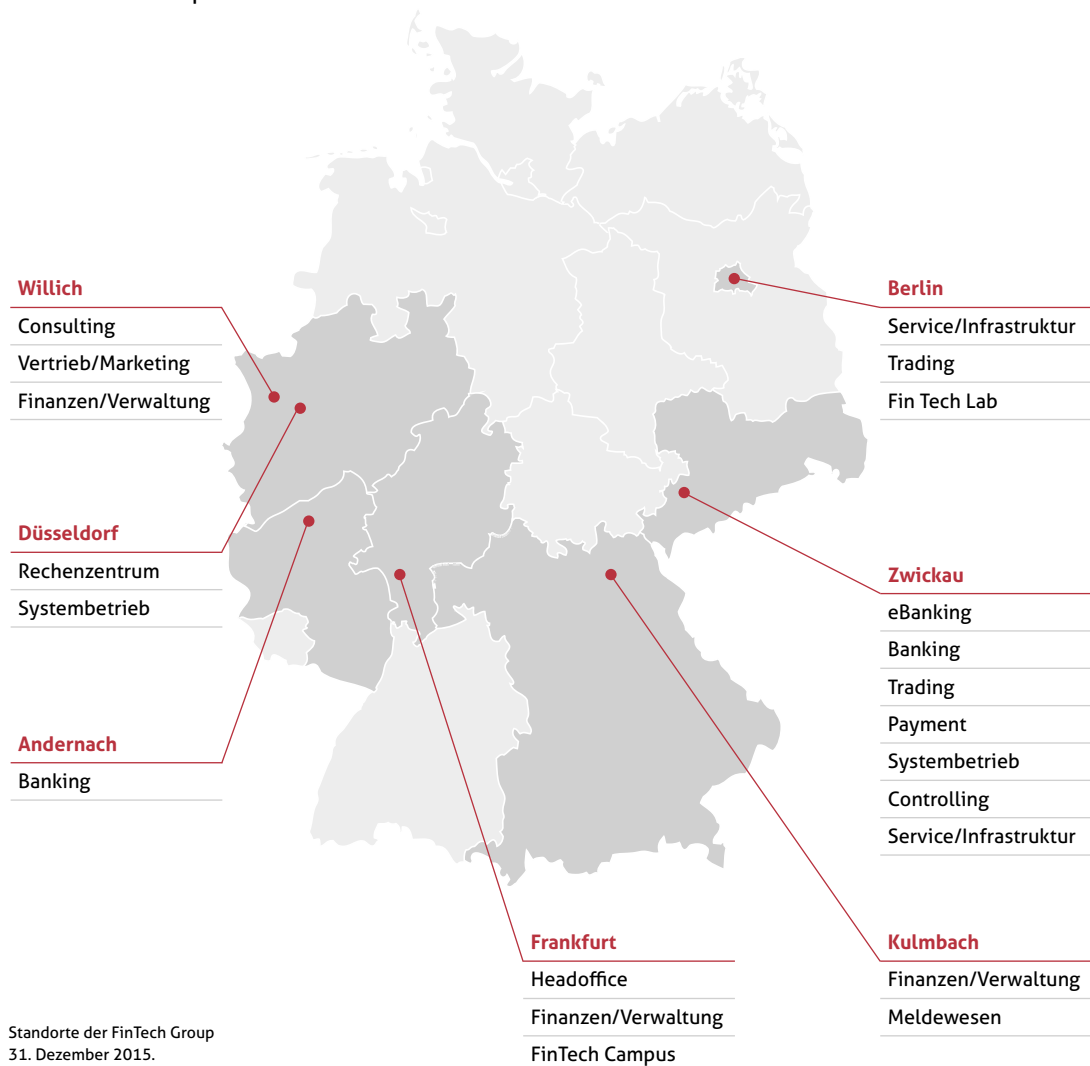 Willich
Consulting
Vertrieb/Marketing
Finanzen/Verwaltung
Düsseldorf
Rechenzentrum
Systembetrieb
Andernach
Banking
Berlin
Service/Infrastruktur
Trading
Fin Tech Lab
Zwickau
eBanking
Banking
Trading
Payment
Systembetrieb
Controlling
Service/Infrastruktur
Frankfurt
Headoffice
Finanzen/Verwaltung
FinTech Campus
Kulmbach
Finanzen/Verwaltung
Meldewesen
Standorte der FinTech Group
31. Dezember 2015.